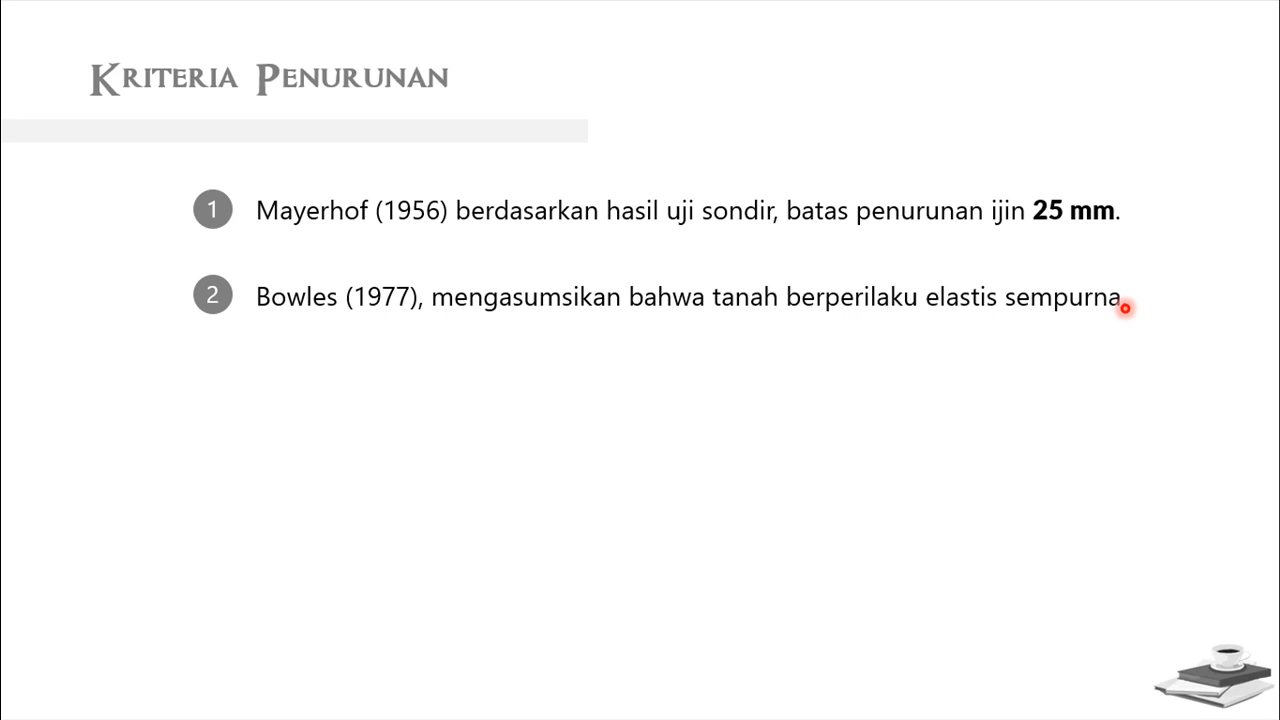 Kriteria Penurunan
1 Mayerhof (1956) berdasarkan hasil uji sondir, batas penurunan ijin 25 mm.
2 Bowles (1977), mengasumsikan bahwa tanah berperilaku elastis sempurna.